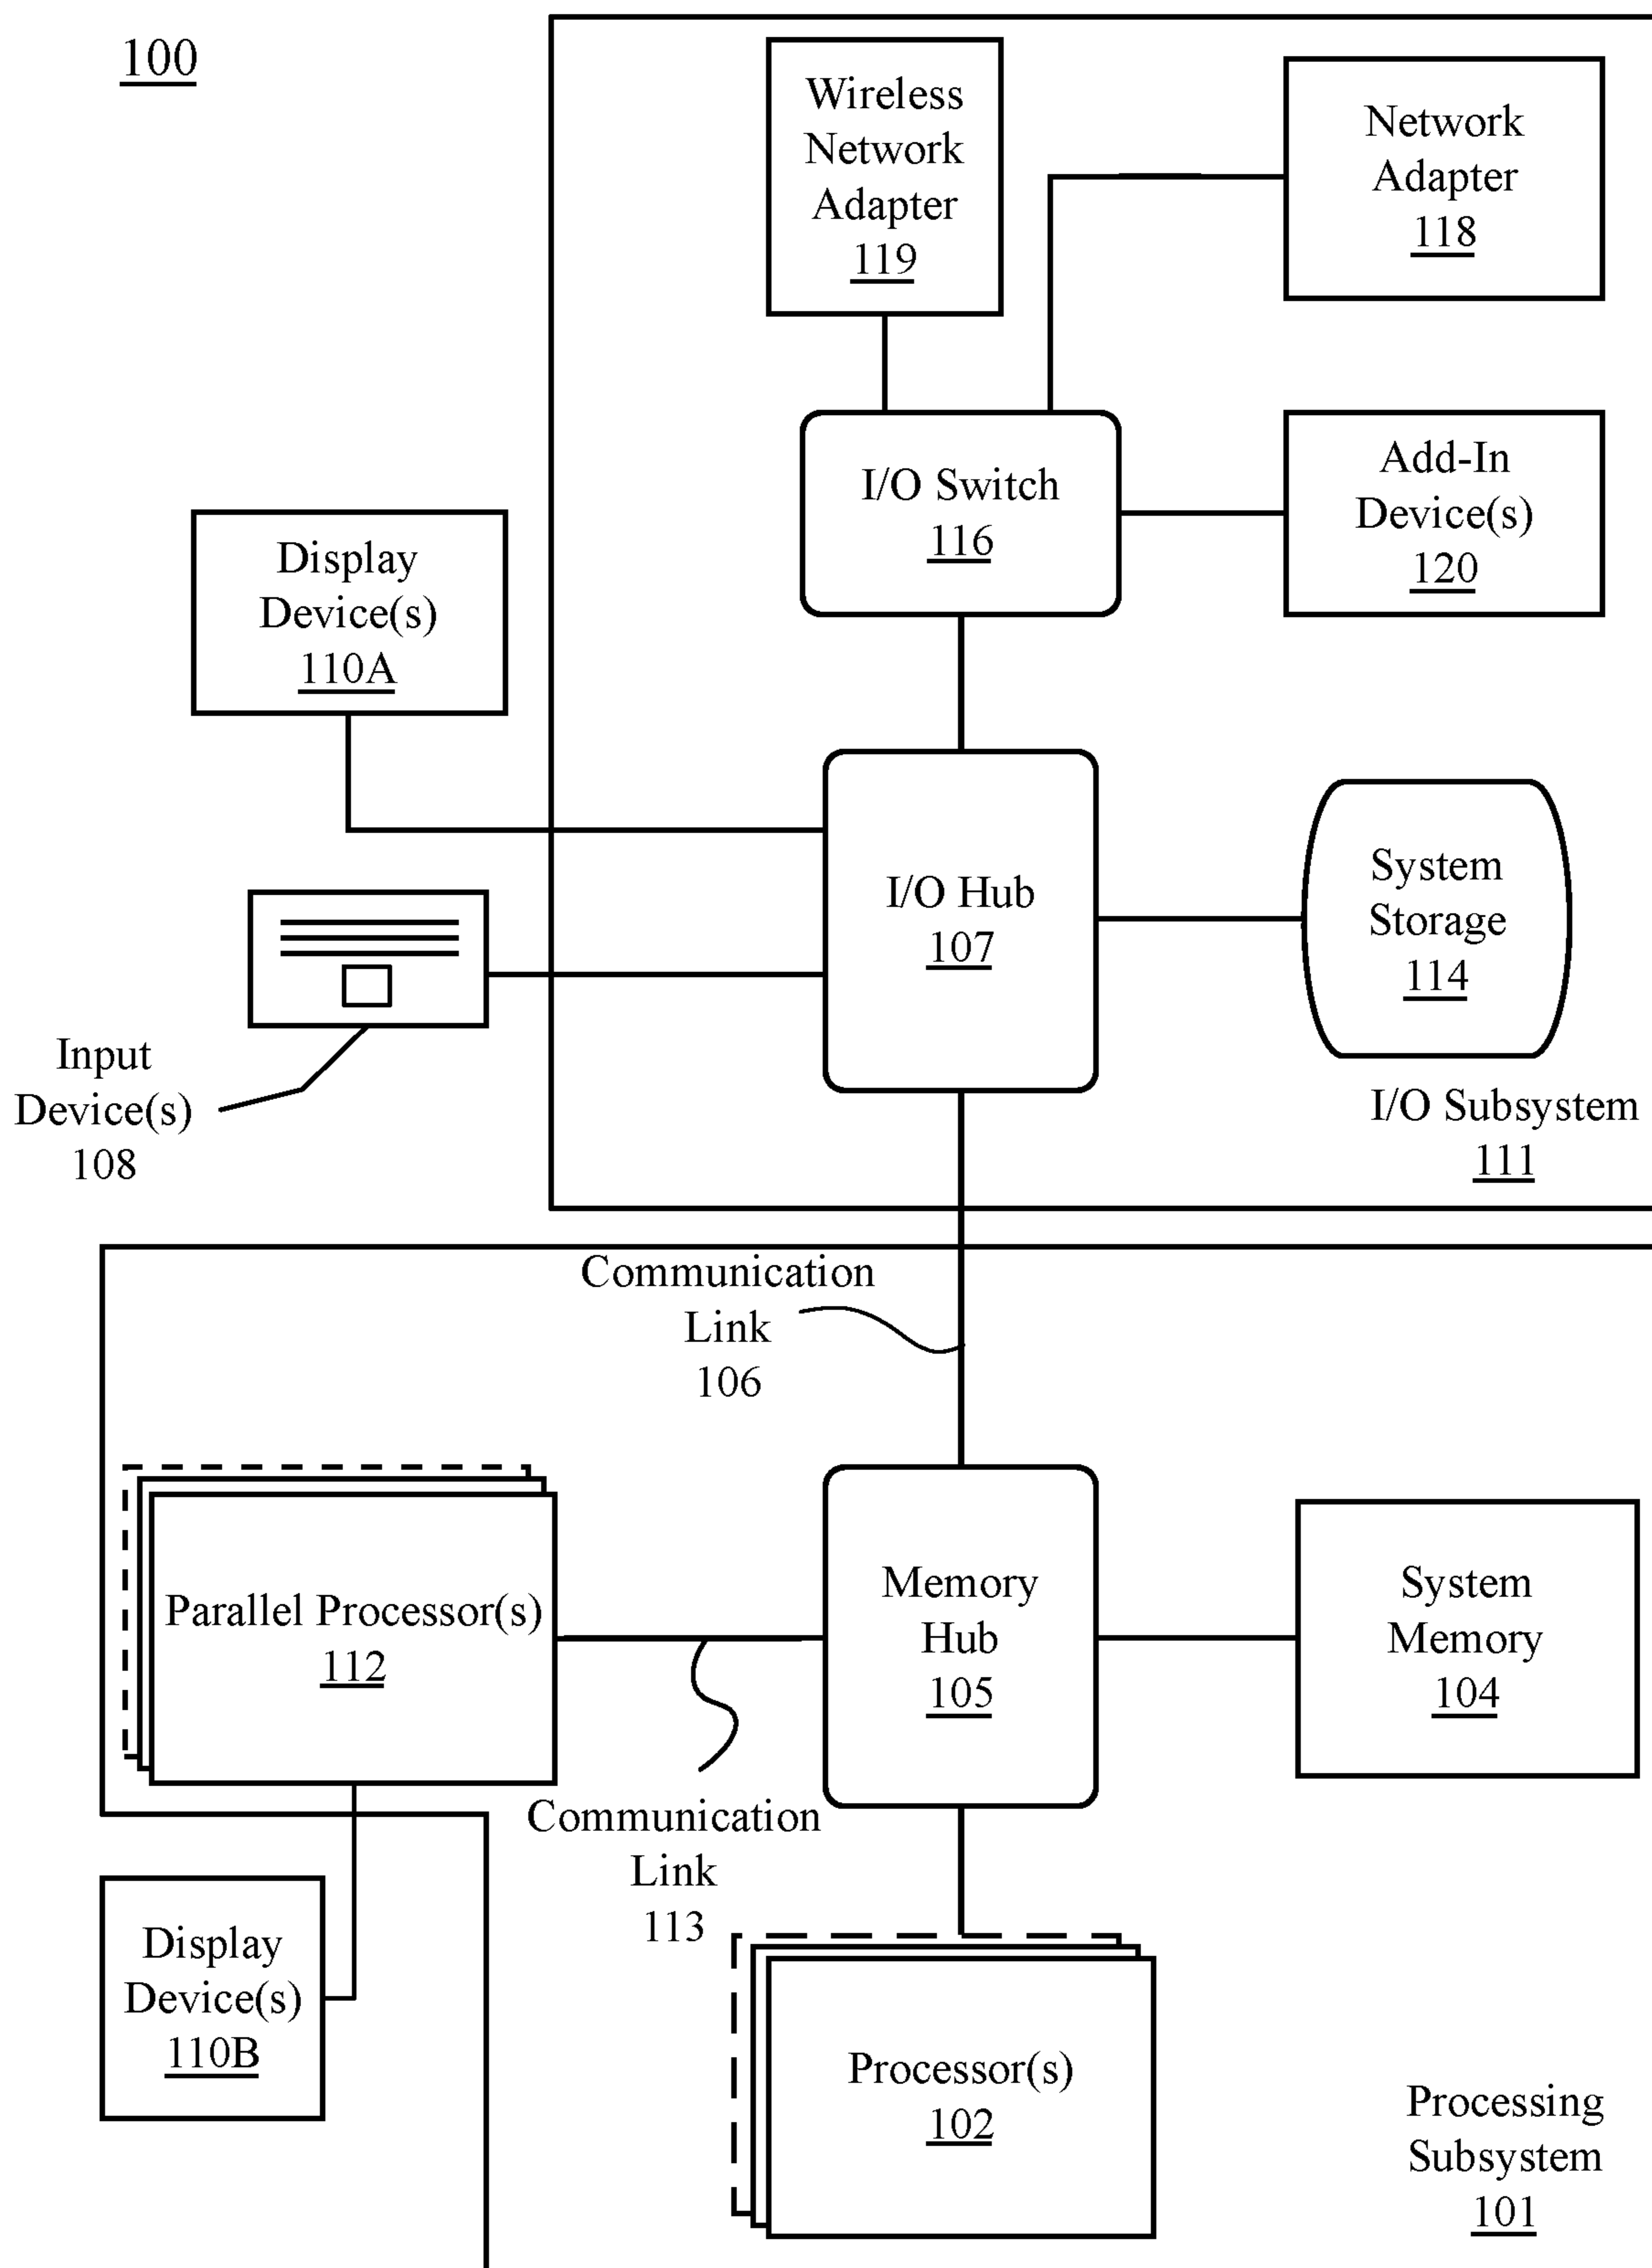 100
Wireless
Network
Adapter
119
Network
Adapter
118
I/O Switch
116
Add-In
Device(s)
120
Display
Device(s)
110A
I/O Hub
107
System
Storage
114
Input
Device(s)
108
I/O Subsystem
111
Communication
Link
106
Parallel Processor(s)
112
Memory
Hub
105
System
Memory
104
Communication
Link
113
Display
Device(s)
110B
Processor(s)
102
Processing
Subsystem
101